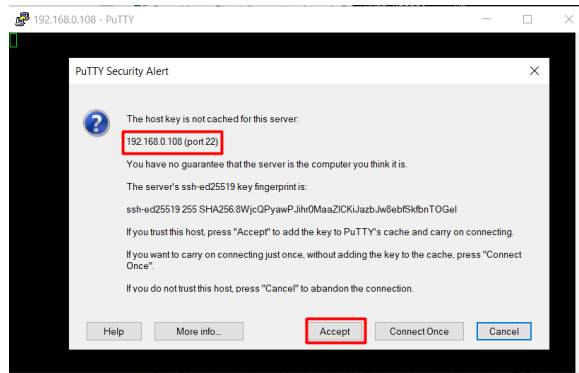 192.168.0.108 - PuTTY
PuTTY Security Alert
The host key is not cached for this server:
192.168.0.108 (port 22)
You have no guarantee that the server is the computer you think it is.
The server's ssh-ed25519 key fingerprint is:
ssh-ed25519 255 SHA256:8WjcQPyawPJihr0MaaZlCKiJazbJw8ebfSkfbnTOGeI
If you trust this host, press "Accept" to add the key to PuTTY's cache and carry on connecting.
If you want to carry on connecting just once, without adding the key to the cache, press "Connect
Once".
If you do not trust this host, press "Cancel" to abandon the connection.
Help More info... Accept Connect Once Cancel